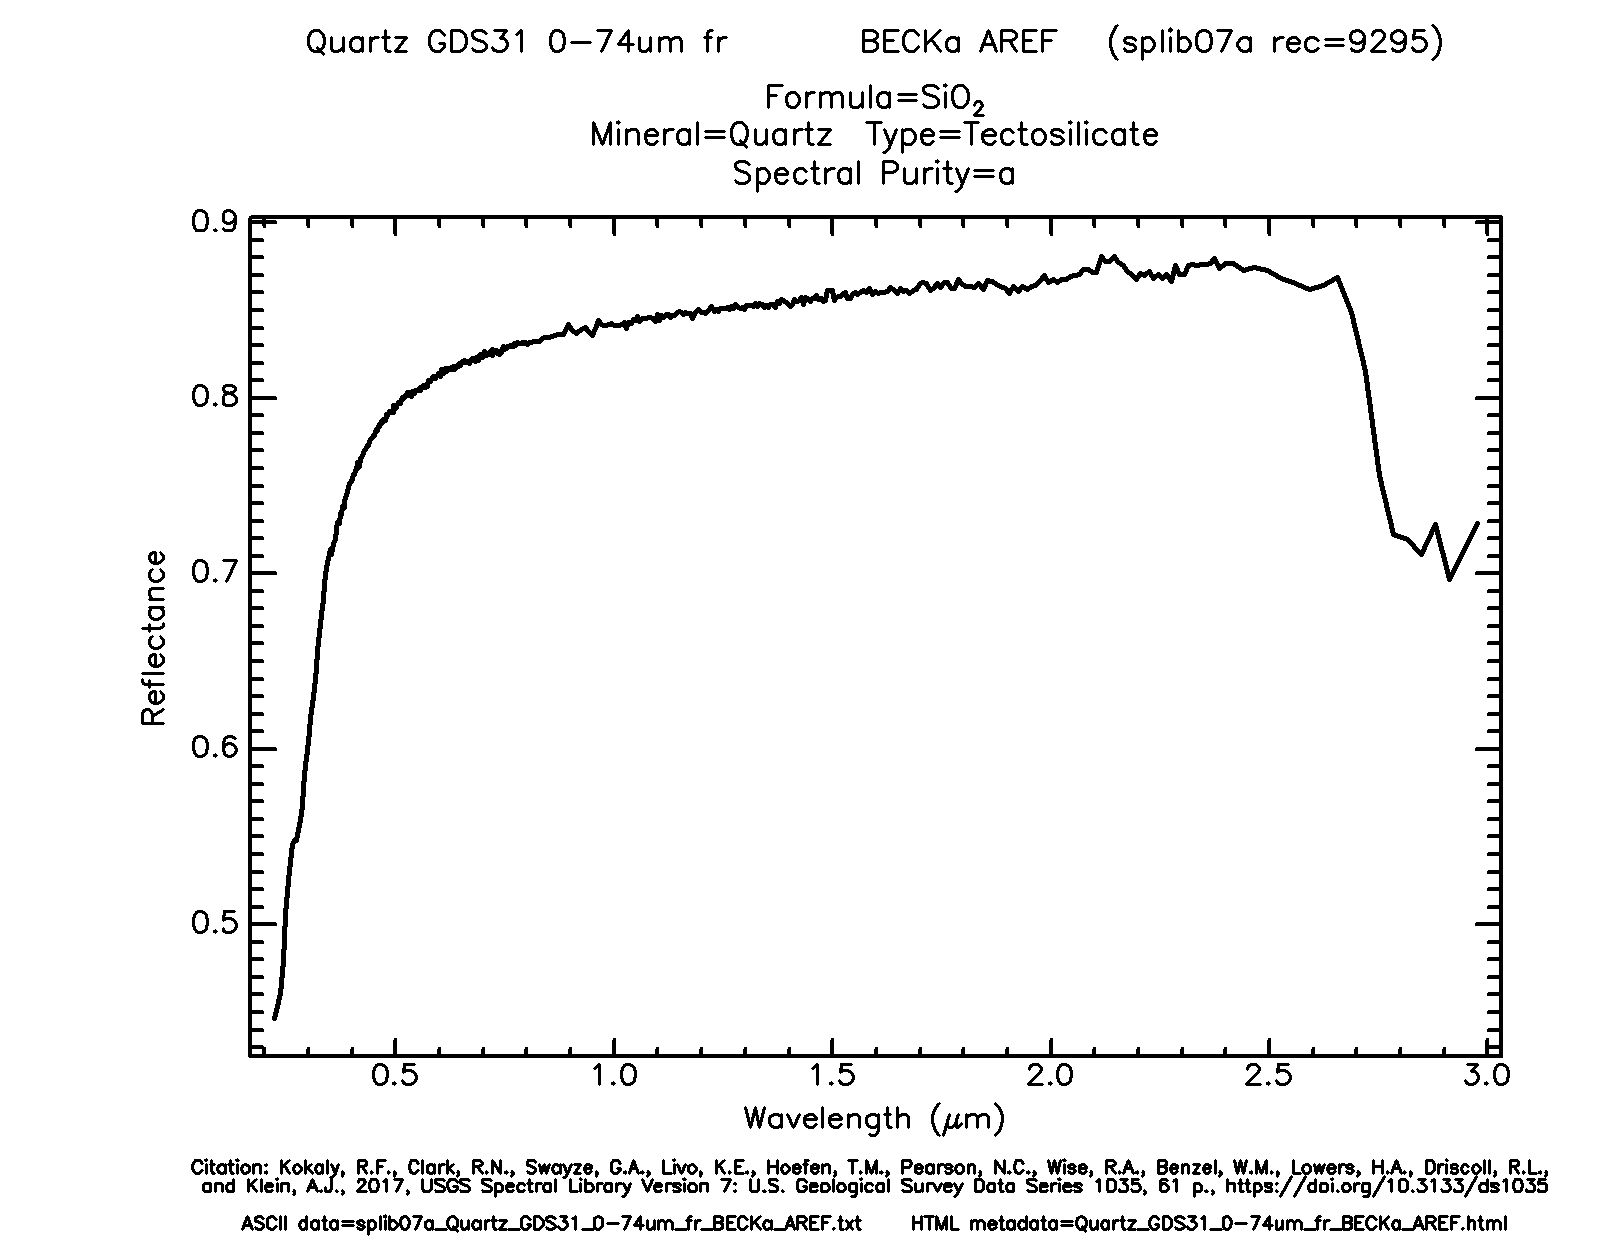 Quartz GDS31 0-74um fr BECKa AREF (splib07a rec=9295)
Formula=SiO2
Mineral=Quartz Type=Tectosilicate
Spectral Purity=a
0.9
0.8
0.7
0.6
0.5
Reflectance
0.5 1.0 1.5 2.0 2.5 3.0
Wavelength (μm)
Citation: Kokaly, R.F., Clark, R.N., Swayze, G.A., Livo, K.E., Hoefen, T.M., Pearson, N.C., Wise, R.A., Benzel, W.M., Lowers, H.A., Driscoll, R.L.,
and Klein, A.J., 2017, USGS Spectral Library Version 7: U.S. Geological Survey Data Series 1035, 61 p., https://doi.org/10.3133/ds1035
ASCII data=splib07a_Quartz_GDS31_0-74um_fr_BECKa_AREF.txt HTML metadata=Quartz_GDS31_0-74um_fr_BECKa_AREF.html